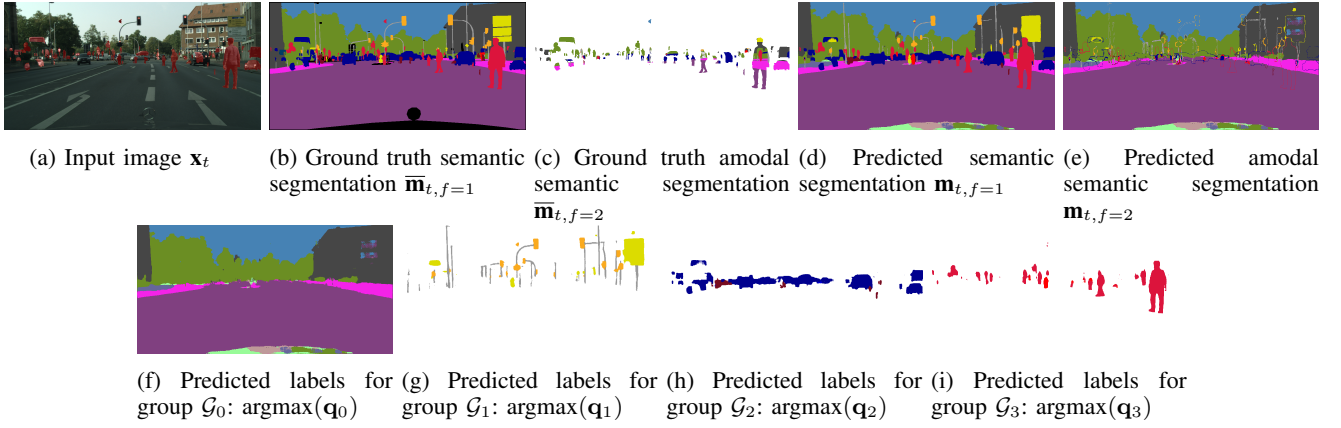 (a) Input image x_t
(b) Ground truth semantic segmentation m̅_{t,f=1}
(c) Ground truth amodal semantic segmentation m̅_{t,f=2}
(d) Predicted semantic segmentation m_{t,f=1}
(e) Predicted amodal semantic segmentation m_{t,f=2}
(f) Predicted labels for group 𝒢_0: argmax(q_0)
(g) Predicted labels for group 𝒢_1: argmax(q_1)
(h) Predicted labels for group 𝒢_2: argmax(q_2)
(i) Predicted labels for group 𝒢_3: argmax(q_3)